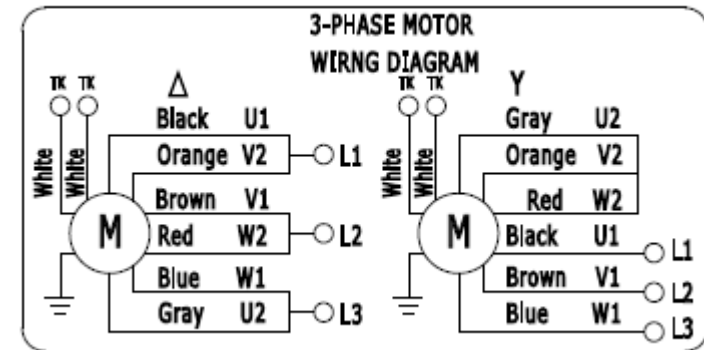 3-PHASE MOTOR
WIRNG DIAGRAM
TK TK
Δ
White
White
Black U1
Orange V2
L1
Brown V1
Red W2
L2
Blue W1
Gray U2
L3
M
TK TK
Y
White
White
Gray U2
Orange V2
Red W2
M
Black U1
L1
Brown V1
L2
Blue W1
L3